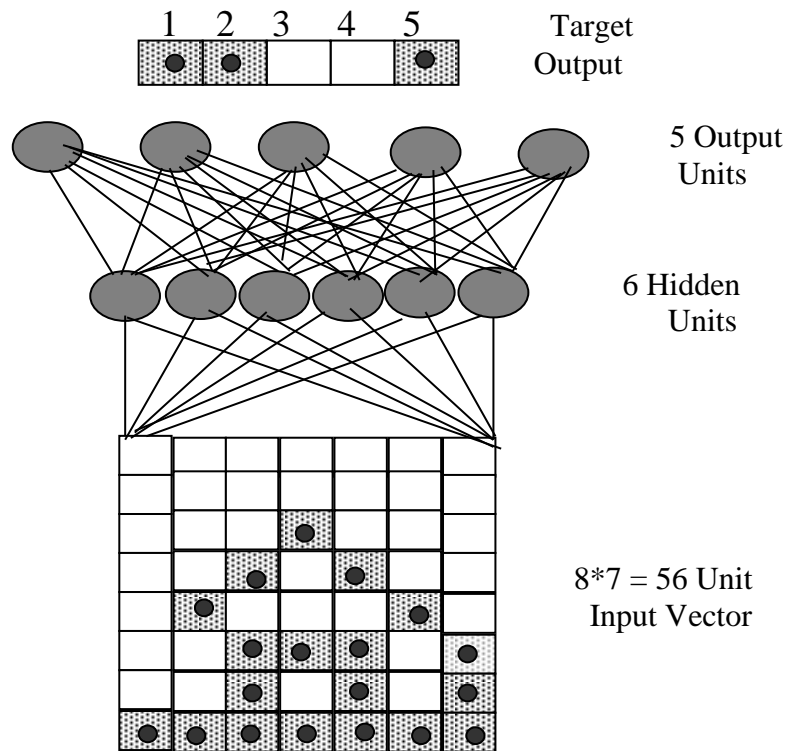 1 2 3 4 5
Target
Output
5 Output
Units
6 Hidden
Units
8*7 = 56 Unit
Input Vector